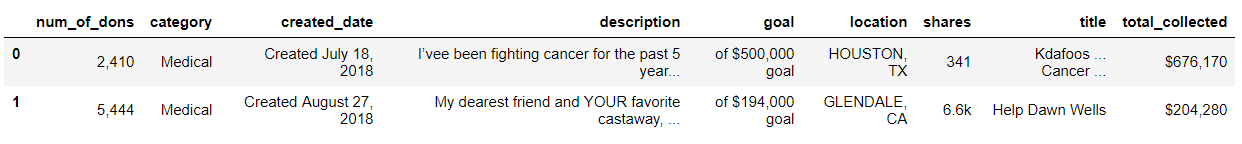 num_of_dons category created_date description goal location shares title total_collected
0 2,410 Medical Created July 18, 2018 I'vee been fighting cancer for the past 5 year... of $500,000 goal HOUSTON, TX 341 Kdafoos ... Cancer ... $676,170
1 5,444 Medical Created August 27, 2018 My dearest friend and YOUR favorite castaway, ... of $194,000 goal GLENDALE, CA 6.6k Help Dawn Wells $204,280